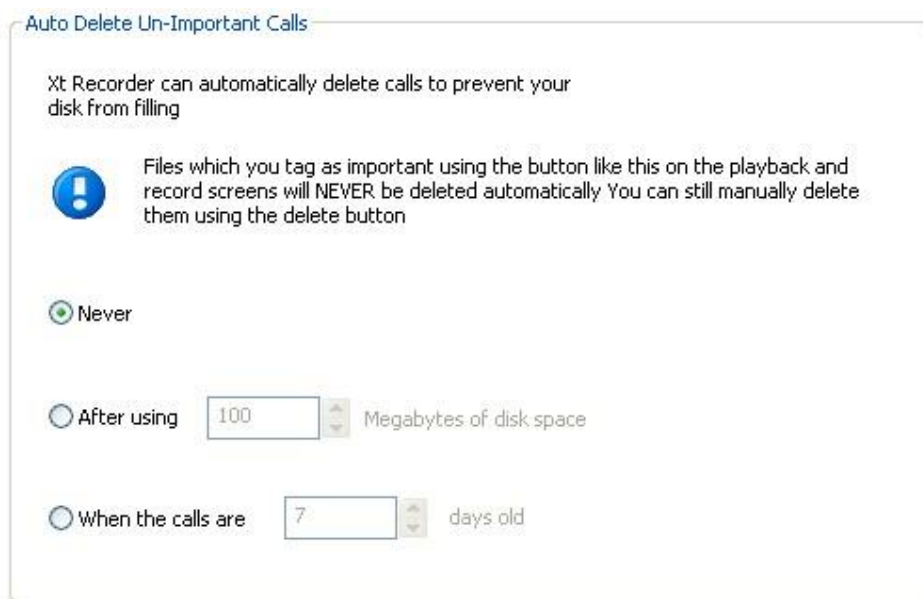 Auto Delete Un-Important Calls
Xt Recorder can automatically delete calls to prevent your
disk from filling
Files which you tag as important using the button like this on the playback and
record screens will NEVER be deleted automatically You can still manually delete
them using the delete button
Never
After using 100 Megabytes of disk space
When the calls are 7 days old